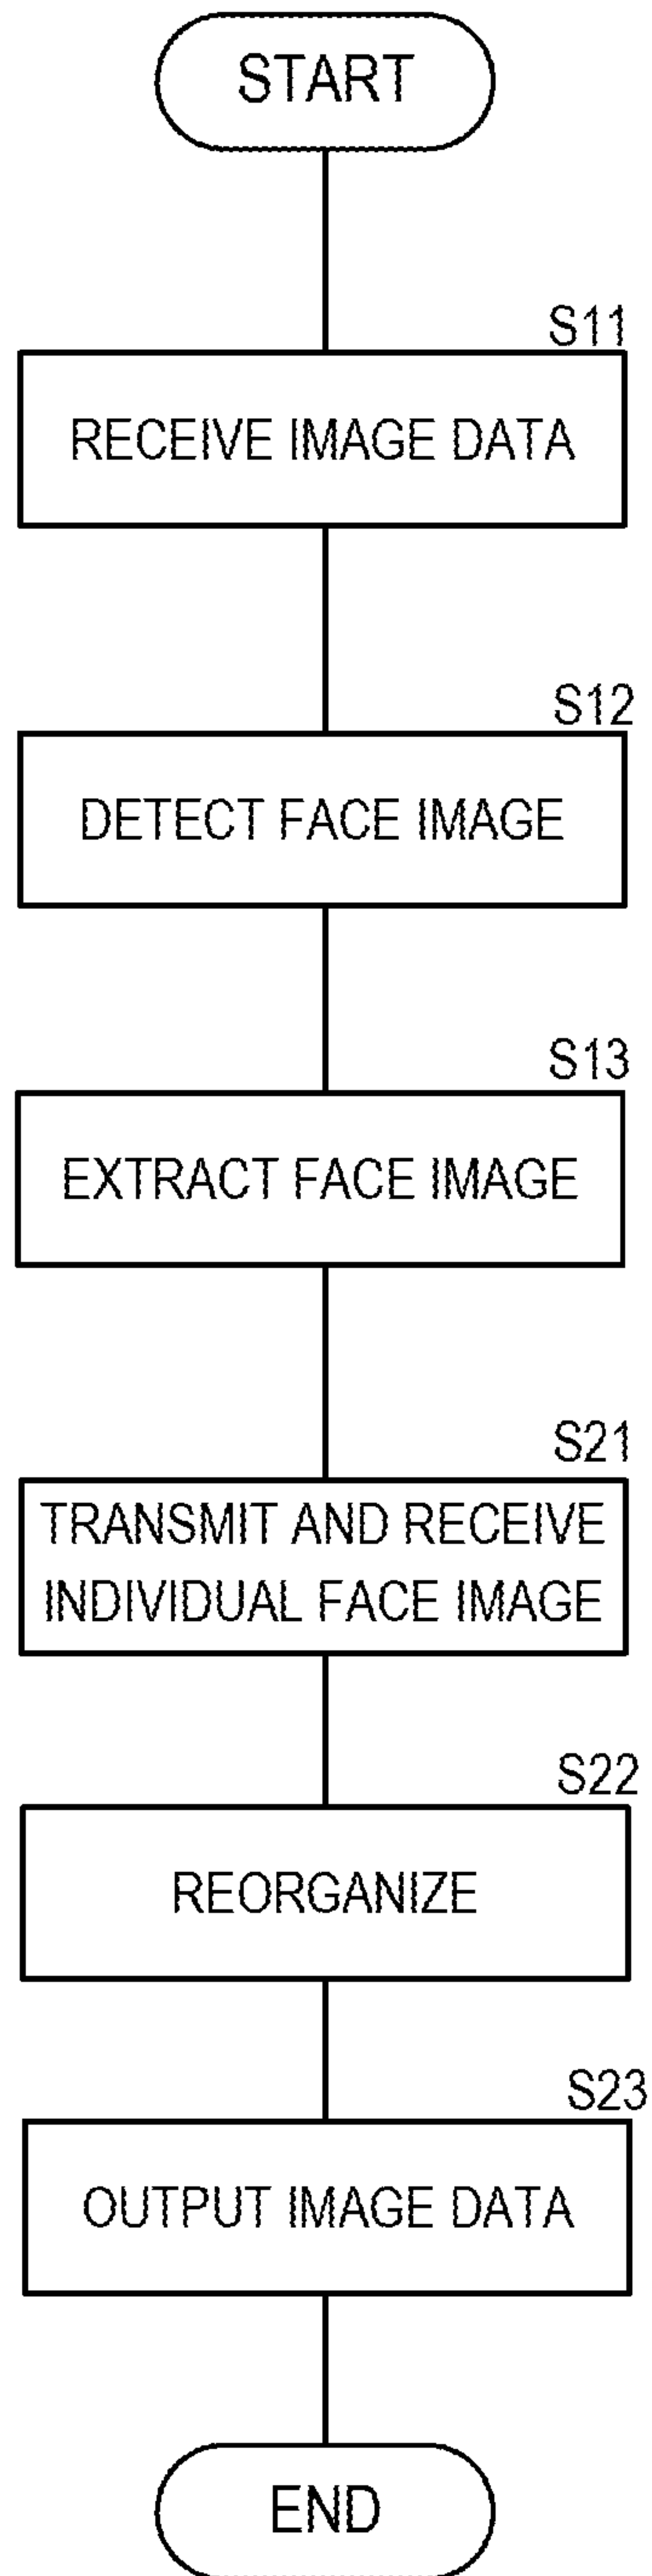 START
S11
RECEIVE IMAGE DATA
S12
DETECT FACE IMAGE
S13
EXTRACT FACE IMAGE
S21
TRANSMIT AND RECEIVE
INDIVIDUAL FACE IMAGE
S22
REORGANIZE
S23
OUTPUT IMAGE DATA
END